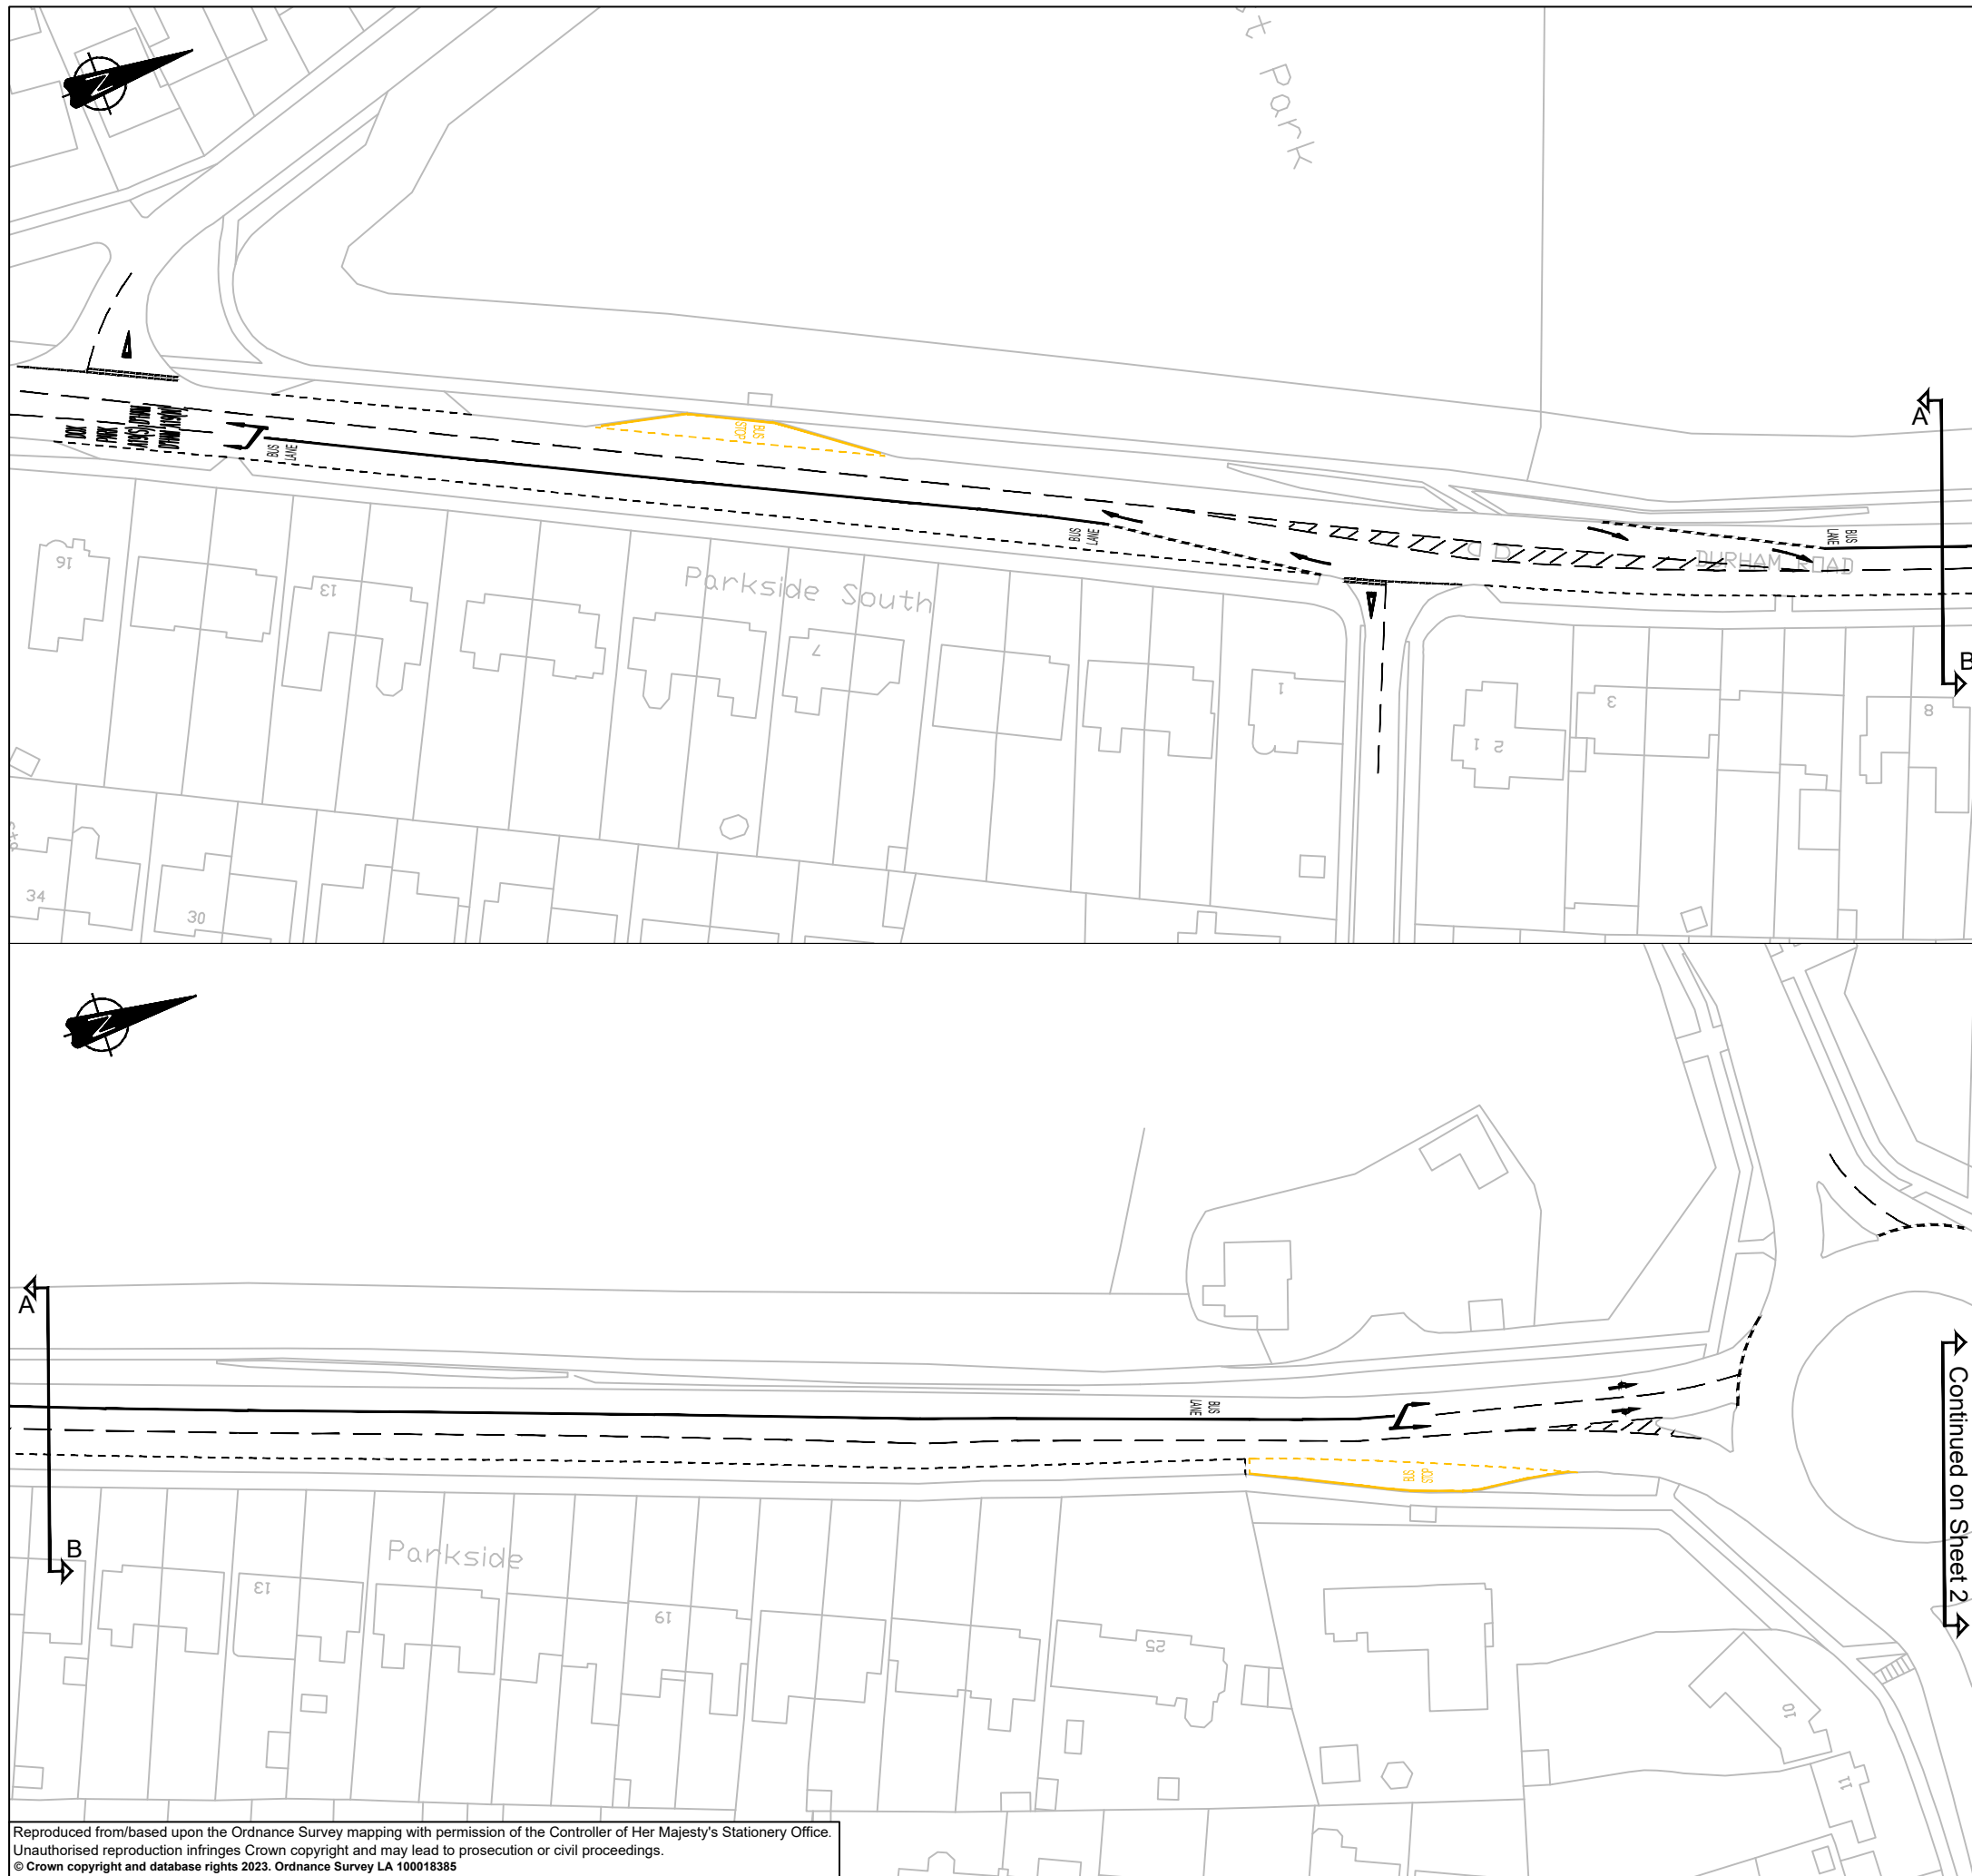 Park
N
BUS
STOP
A
BUS
LANE
BUS
LANE
BUS
LANE
DURHAM ROAD
Parkside South
16
13
7
1
1 2
3
8
B
34
30
N
A
BUS
LANE
BUS
STOP
B
Parkside
13
19
25
10
11
Continued on Sheet 2
Reproduced from/based upon the Ordnance Survey mapping with permission of the Controller of Her Majesty's Stationery Office.
Unauthorised reproduction infringes Crown copyright and may lead to prosecution or civil proceedings.
© Crown copyright and database rights 2023. Ordnance Survey LA 100018385